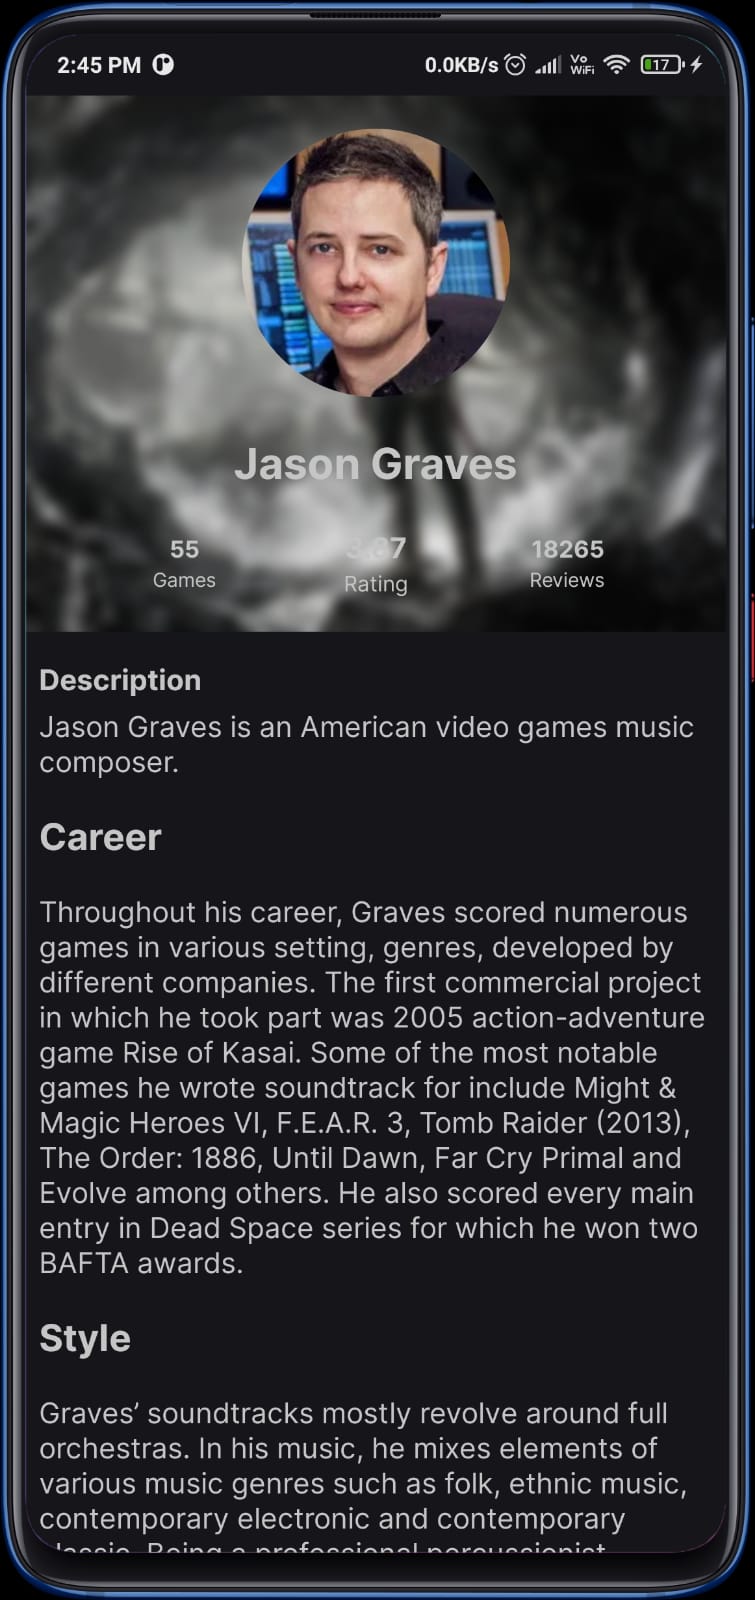 2:45 PM 0.0KB/s Vo WiFi 17
Jason Graves
55 3.87 18265
Games Rating Reviews
Description
Jason Graves is an American video games music
composer.
Career
Throughout his career, Graves scored numerous
games in various setting, genres, developed by
different companies. The first commercial project
in which he took part was 2005 action-adventure
game Rise of Kasai. Some of the most notable
games he wrote soundtrack for include Might &
Magic Heroes VI, F.E.A.R. 3, Tomb Raider (2013),
The Order: 1886, Until Dawn, Far Cry Primal and
Evolve among others. He also scored every main
entry in Dead Space series for which he won two
BAFTA awards.
Style
Graves’ soundtracks mostly revolve around full
orchestras. In his music, he mixes elements of
various music genres such as folk, ethnic music,
contemporary electronic and contemporary
classic. Being a professional percussionist